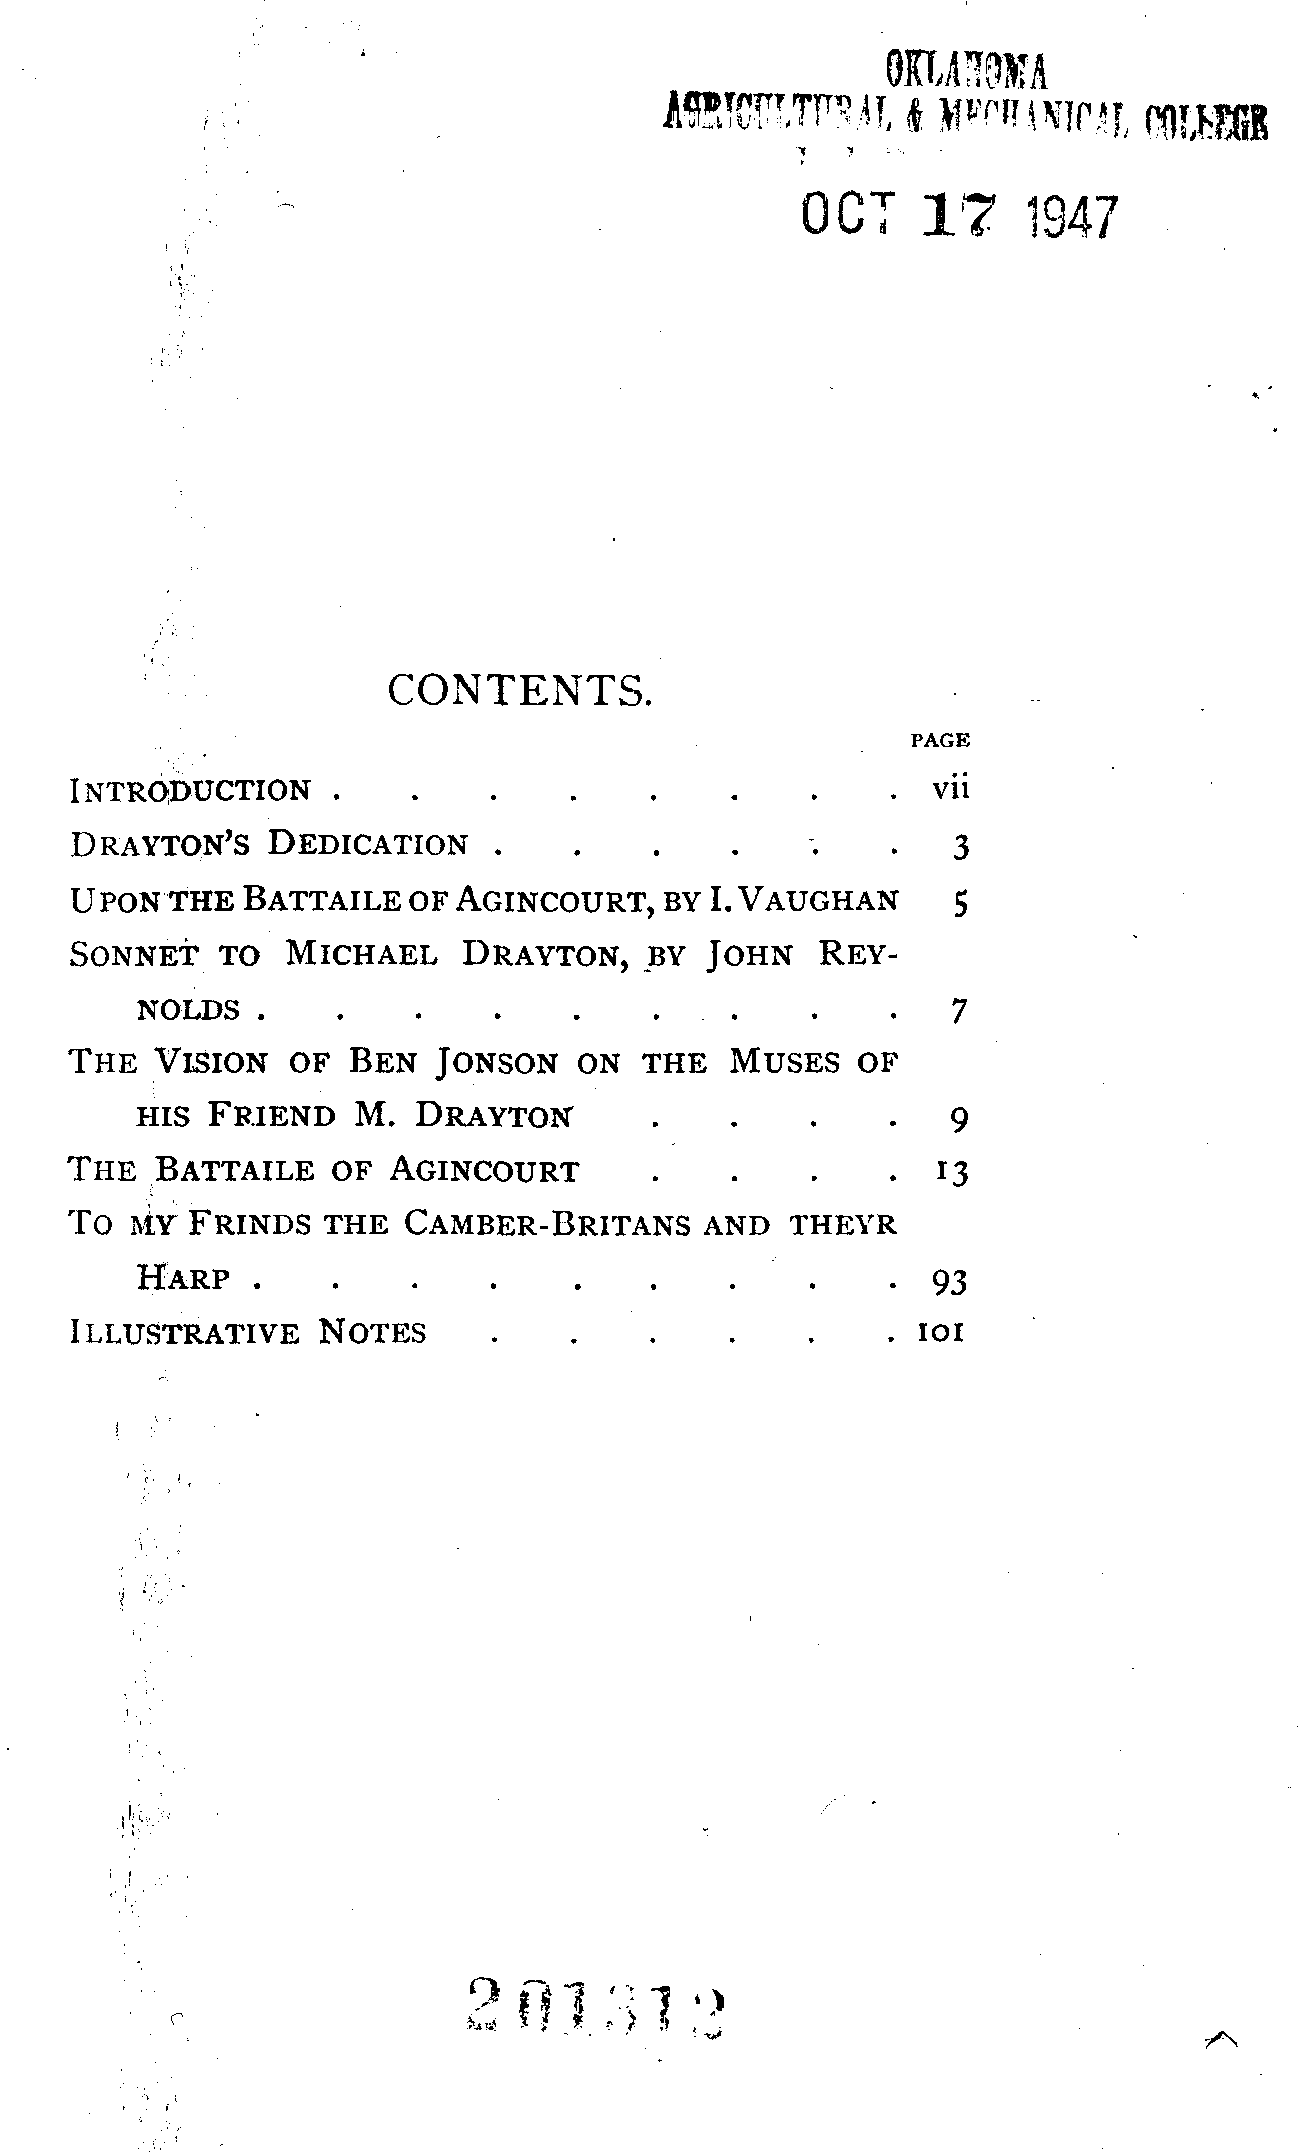 OKLAHOMA
AGRICULTURAL & MECHANICAL COLLEGE
OCT 17 1947
CONTENTS.
PAGE
INTRODUCTION . . . . . . . . vii
DRAYTON'S DEDICATION . . . . . . 3
UPON THE BATTAILE OF AGINCOURT, BY I. VAUGHAN 5
SONNET TO MICHAEL DRAYTON, BY JOHN REY-
NOLDS . . . . . . . . . 7
THE VISION OF BEN JONSON ON THE MUSES OF
HIS FRIEND M. DRAYTON . . . . 9
THE BATTAILE OF AGINCOURT . . . . 13
TO MY FRINDS THE CAMBER-BRITANS AND THEYR
HARP . . . . . . . . . 93
ILLUSTRATIVE NOTES . . . . . . 101
201312